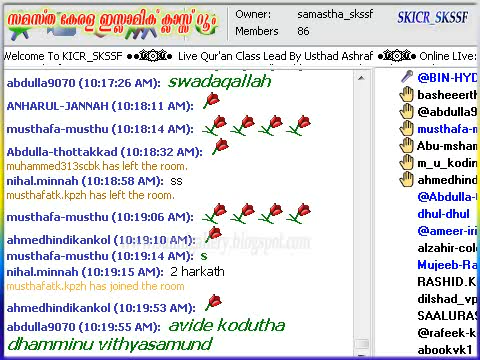 സമസ്ത കേരള ഇസ്ലാമിക് ക്ലാസ്സ് റൂം
Owner: samastha_skssf
Members 86
SKICR_SKSSF
Welcome To KICR_SKSSF Live Qur'an Class Lead By Usthad Ashraf Online LIve:
abdulla9070 (10:17:26 AM): swadaqallah
ANHARUL-JANNAH (10:18:11 AM):
musthafa-musthu (10:18:14 AM):
Abdulla-thottakkad (10:18:32 AM):
muhammed313scbk has left the room.
nihal.minnah (10:18:58 AM): ss
musthafatk.kpzh has left the room.
musthafa-musthu (10:19:06 AM):
ahmedhindikankol (10:19:10 AM):
musthafa-musthu (10:19:14 AM): s
nihal.minnah (10:19:15 AM): 2 harkath
musthafatk.kpzh has joined the room
ahmedhindikankol (10:19:53 AM):
abdulla9070 (10:19:55 AM): avide kodutha
dhamminu vithyasamund
@BIN-HYD
basheeerth
@abdulla9
musthafa-m
Abu-msham
m_u_kodin
ahmedhind
@Abdulla-
dhul-dhul
@ameer-iri
alzahir-col
Mujeeb-Ra
RASHID.K
dilshad_vp
SAALURAS
@rafeek-k
abookvk1